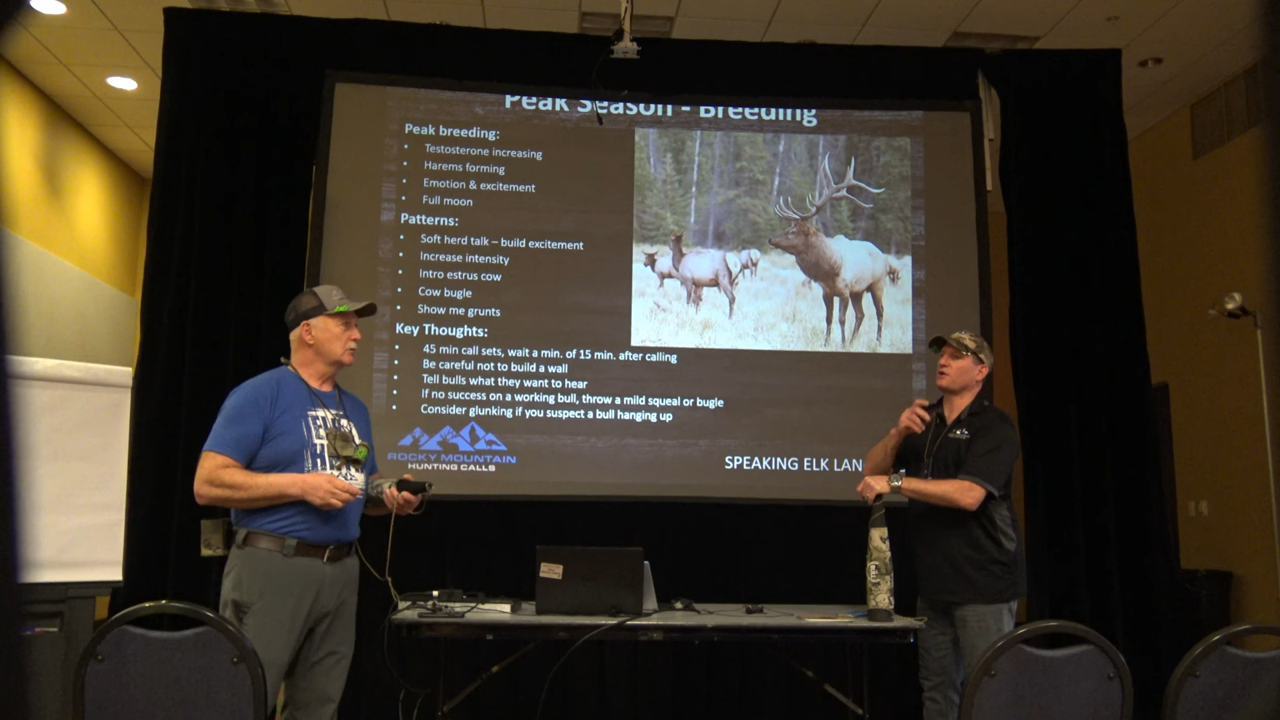 Peak Season - Breeding
Peak breeding:
• Testosterone increasing
• Harems forming
• Emotion & excitement
• Full moon
Patterns:
• Soft herd talk – build excitement
• Increase intensity
• Intro estrus cow
• Cow bugle
• Show me grunts
Key Thoughts:
• 45 min call sets, wait a min. of 15 min. after calling
• Be careful not to build a wall
• Tell bulls what they want to hear
• If no success on a working bull, throw a mild squeal or bugle
• Consider glunking if you suspect a bull hanging up
ROCKY MOUNTAIN
HUNTING CALLS
SPEAKING ELK LAN